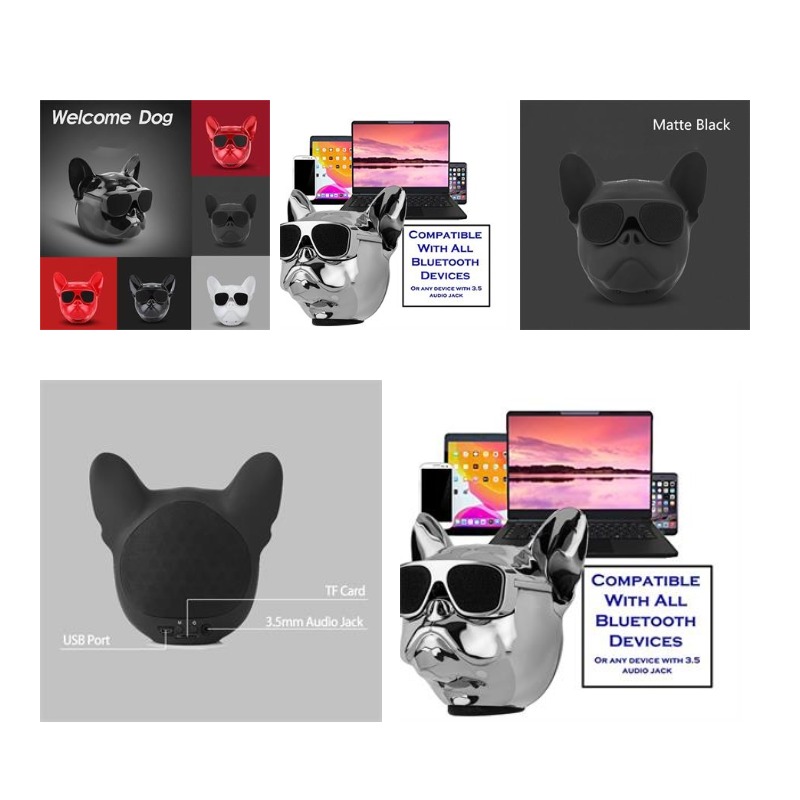 Welcome Dog
COMPATIBLE
WITH ALL
BLUETOOTH
DEVICES
OR ANY DEVICE WITH 3.5
AUDIO JACK
Matte Black
TF Card
3.5mm Audio Jack
USB Port
COMPATIBLE
WITH ALL
BLUETOOTH
DEVICES
OR ANY DEVICE WITH 3.5
AUDIO JACK